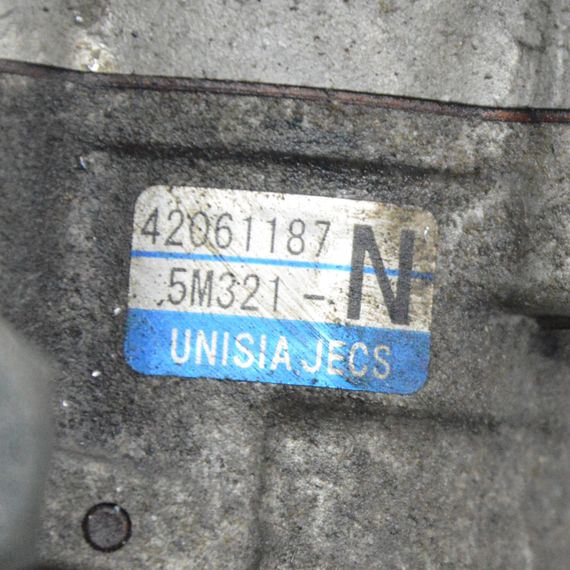 42061187
5M321- N
UNISIA JECS